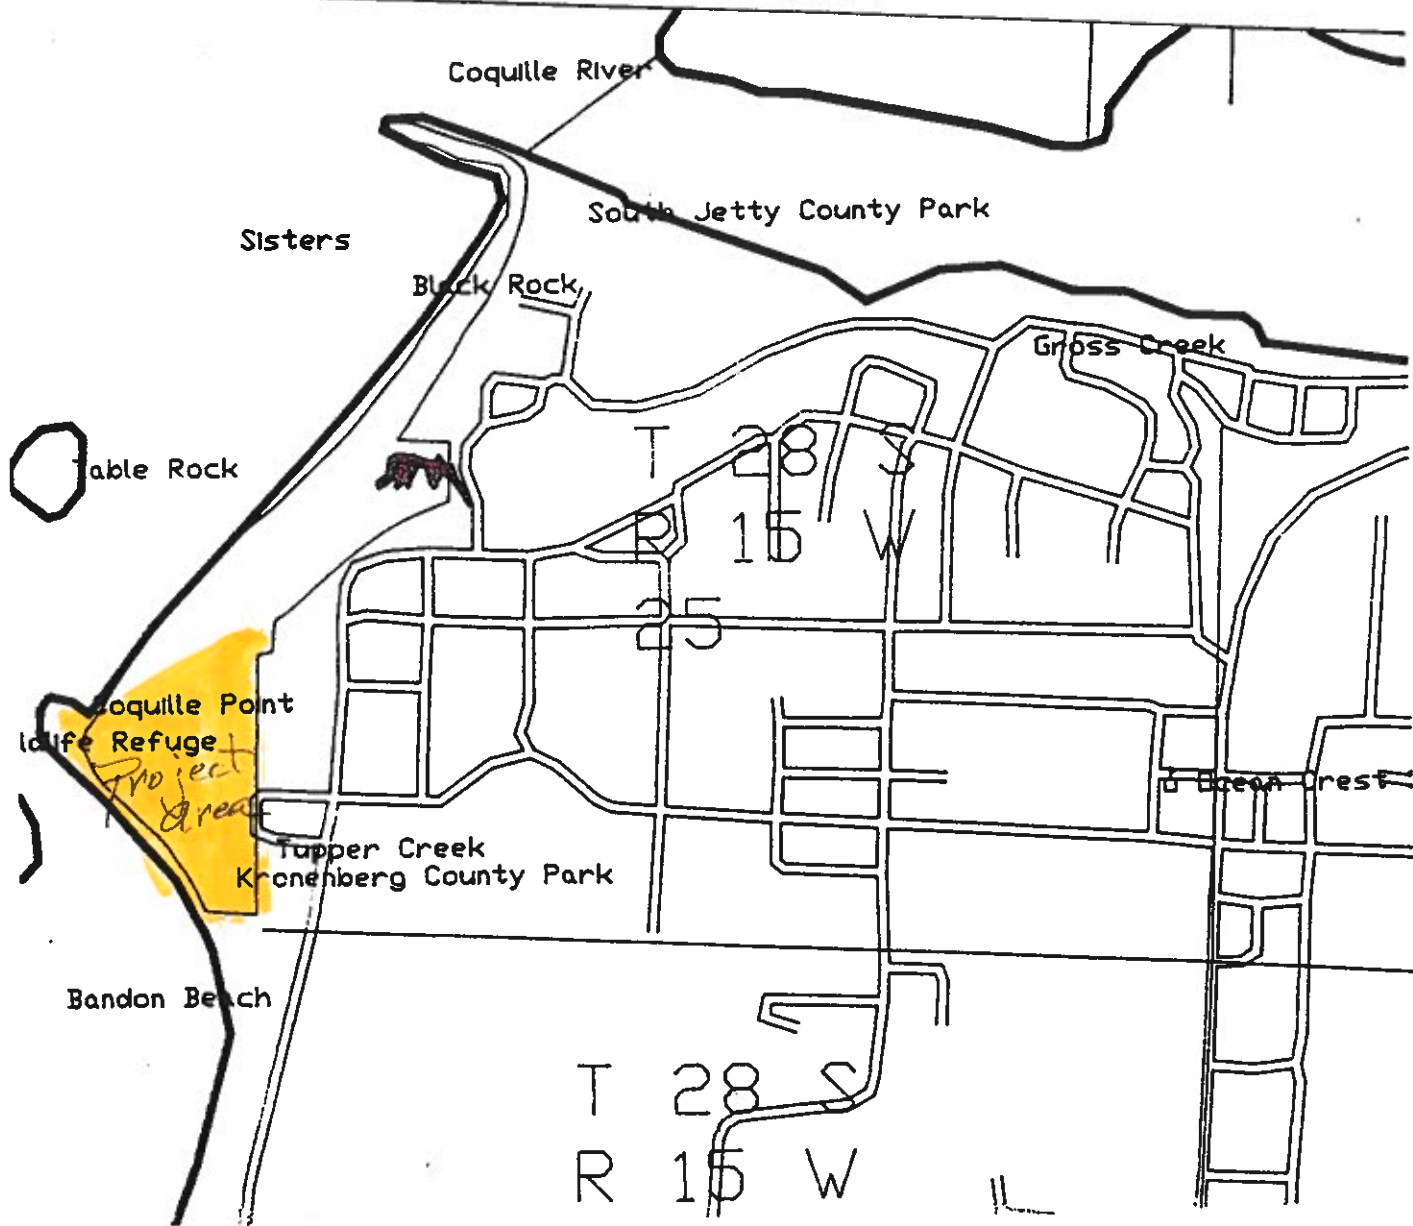 Coquille River
South Jetty County Park
Sisters
Black Rock
Gross Creek
Table Rock
T 28 S
R 15 W
25
Coquille Point
ldlife Refuge
Project
area
Ocean Crest
Tupper Creek
Kronenberg County Park
Bandon Beach
T 28 S
R 15 W